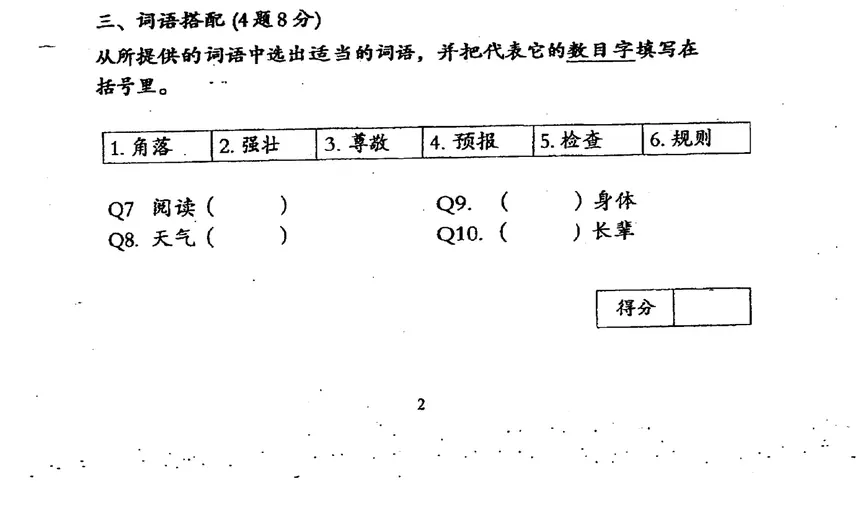 三、词语搭配 (4题8分)
从所提供的词语中选出适当的词语，并把代表它的数目字填写在
括号里。
1. 角落 2. 强壮 3. 尊敬 4. 预报 5. 检查 6. 规则
Q7 阅读 ( ) Q9. ( ) 身体
Q8. 天气 ( ) Q10. ( ) 长辈
得分
2